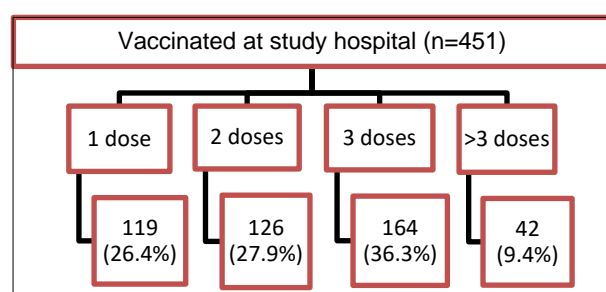 Vaccinated at study hospital (n=451)
1 dose
2 doses
3 doses
>3 doses
119
(26.4%)
126
(27.9%)
164
(36.3%)
42
(9.4%)